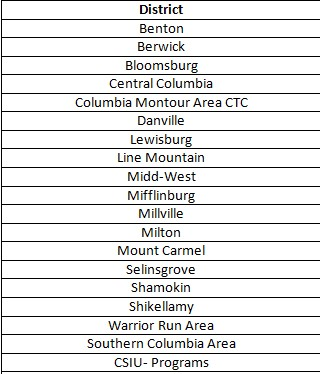 District
Benton
Berwick
Bloomsburg
Central Columbia
Columbia Montour Area CTC
Danville
Lewisburg
Line Mountain
Midd-West
Mifflinburg
Millville
Milton
Mount Carmel
Selinsgrove
Shamokin
Shikellamy
Warrior Run Area
Southern Columbia Area
CSIU- Programs